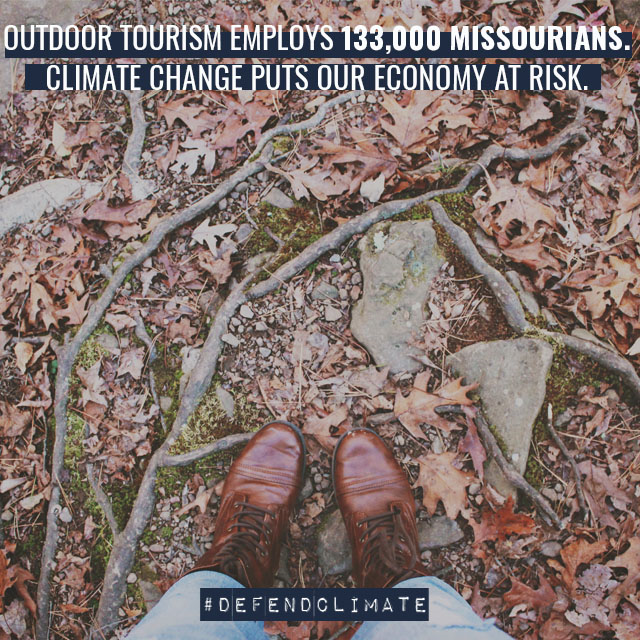 OUTDOOR TOURISM EMPLOYS 133,000 MISSOURIANS.
CLIMATE CHANGE PUTS OUR ECONOMY AT RISK.
#DEFENDCLIMATE